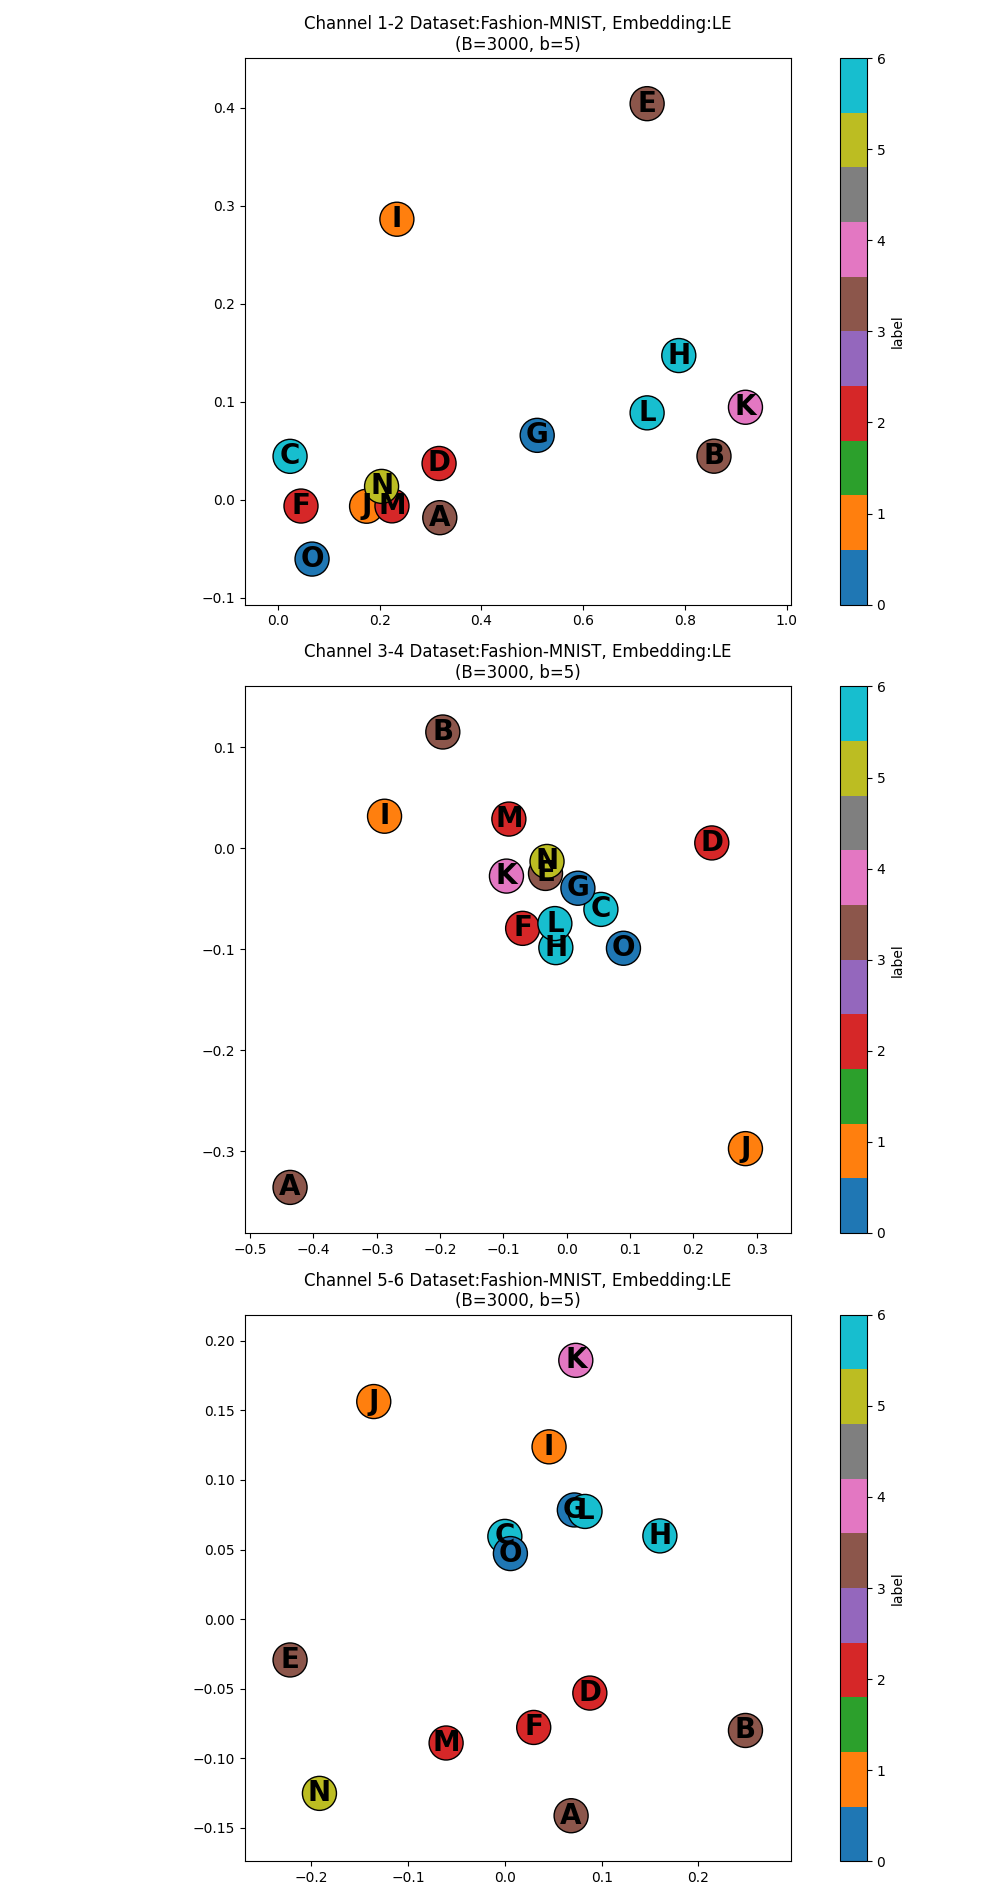 Channel 1-2 Dataset:Fashion-MNIST, Embedding:LE
(B=3000, b=5)
0.4
0.3
0.2
0.1
0.0
−0.1
0.0 0.2 0.4 0.6 0.8 1.0
E
I
H
K
L
G
B
C
D
N
F
J
M
A
O
6
5
4
3
2
1
0
label
Channel 3-4 Dataset:Fashion-MNIST, Embedding:LE
(B=3000, b=5)
0.1
0.0
−0.1
−0.2
−0.3
−0.5 −0.4 −0.3 −0.2 −0.1 0.0 0.1 0.2 0.3
B
I
M
D
N
E
K
G
C
L
F
H
O
J
A
6
5
4
3
2
1
0
label
Channel 5-6 Dataset:Fashion-MNIST, Embedding:LE
(B=3000, b=5)
0.20
0.15
0.10
0.05
0.00
−0.05
−0.10
−0.15
−0.2 −0.1 0.0 0.1 0.2
K
J
I
G
L
C
H
O
E
D
F
B
M
N
A
6
5
4
3
2
1
0
label